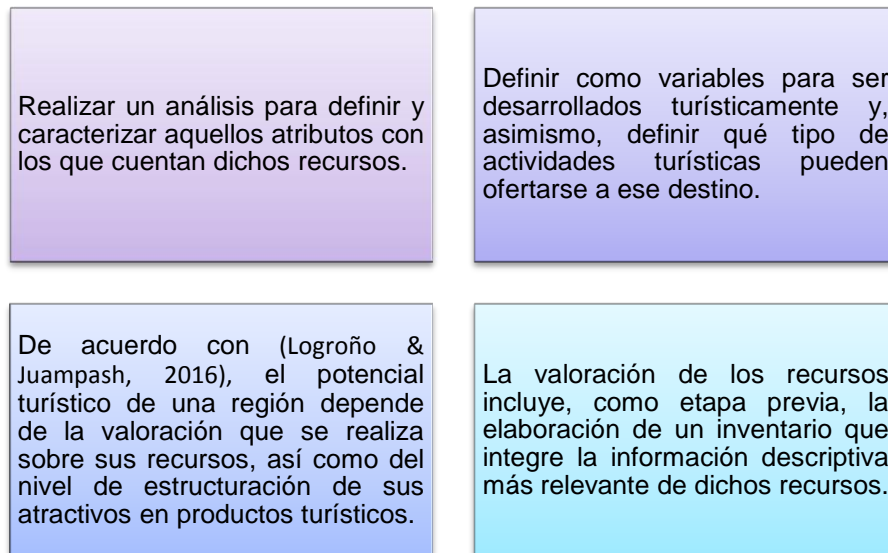 Realizar un análisis para definir y
caracterizar aquellos atributos con
los que cuentan dichos recursos.
Definir como variables para ser
desarrollados turísticamente y,
asimismo, definir qué tipo de
actividades turísticas pueden
ofertarse a ese destino.
De acuerdo con (Logroño &
Juampash, 2016), el potencial
turístico de una región depende
de la valoración que se realiza
sobre sus recursos, así como del
nivel de estructuración de sus
atractivos en productos turísticos.
La valoración de los recursos
incluye, como etapa previa, la
elaboración de un inventario que
integre la información descriptiva
más relevante de dichos recursos.